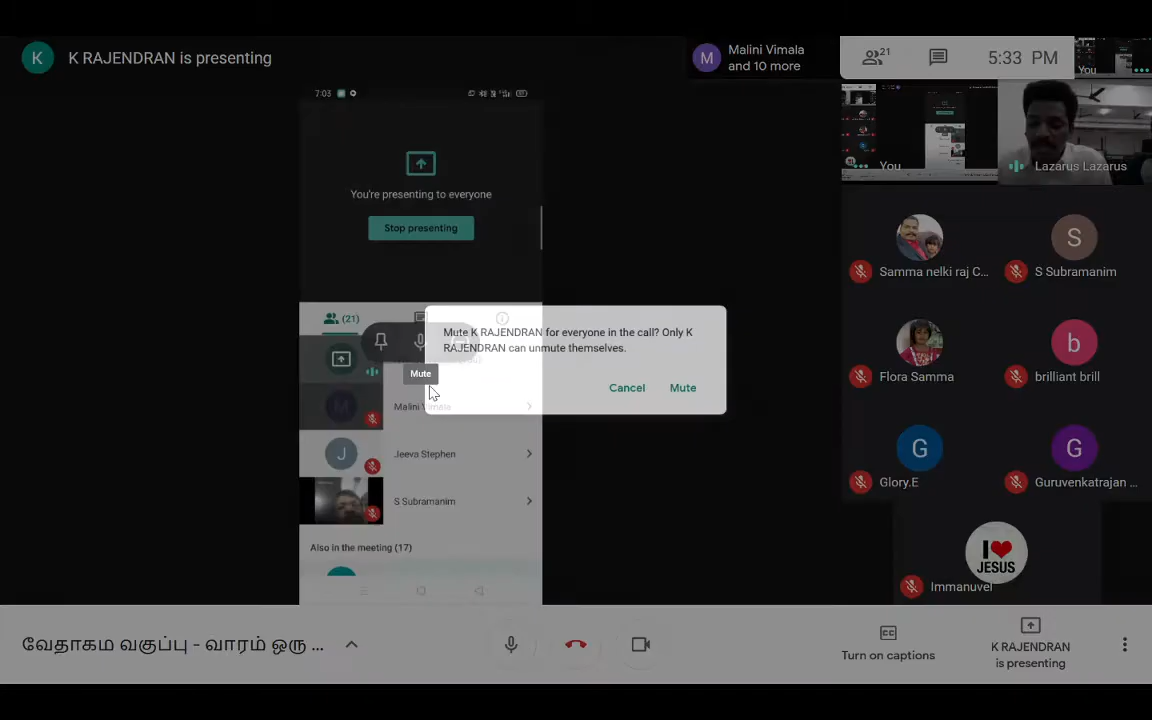 K
K RAJENDRAN is presenting
M
Malini Vimala
and 10 more
21
5:33 PM
You
7:03
You're presenting to everyone
Stop presenting
You
Lazarus Lazarus
Samma nelki raj C...
S
S Subramanim
(21)
Mute K RAJENDRAN for everyone in the call? Only K
RAJENDRAN can unmute themselves.
Cancel
Mute
Mute
M
Malini Vimala
Flora Samma
b
brilliant brill
J
Jeeva Stephen
G
Glory.E
G
Guruvenkatrajan ...
S Subramanim
Also in the meeting (17)
I ❤
JESUS
Immanuvel
வேதாகம வகுப்பு - வாரம் ஒரு ...
CC
Turn on captions
K RAJENDRAN
is presenting